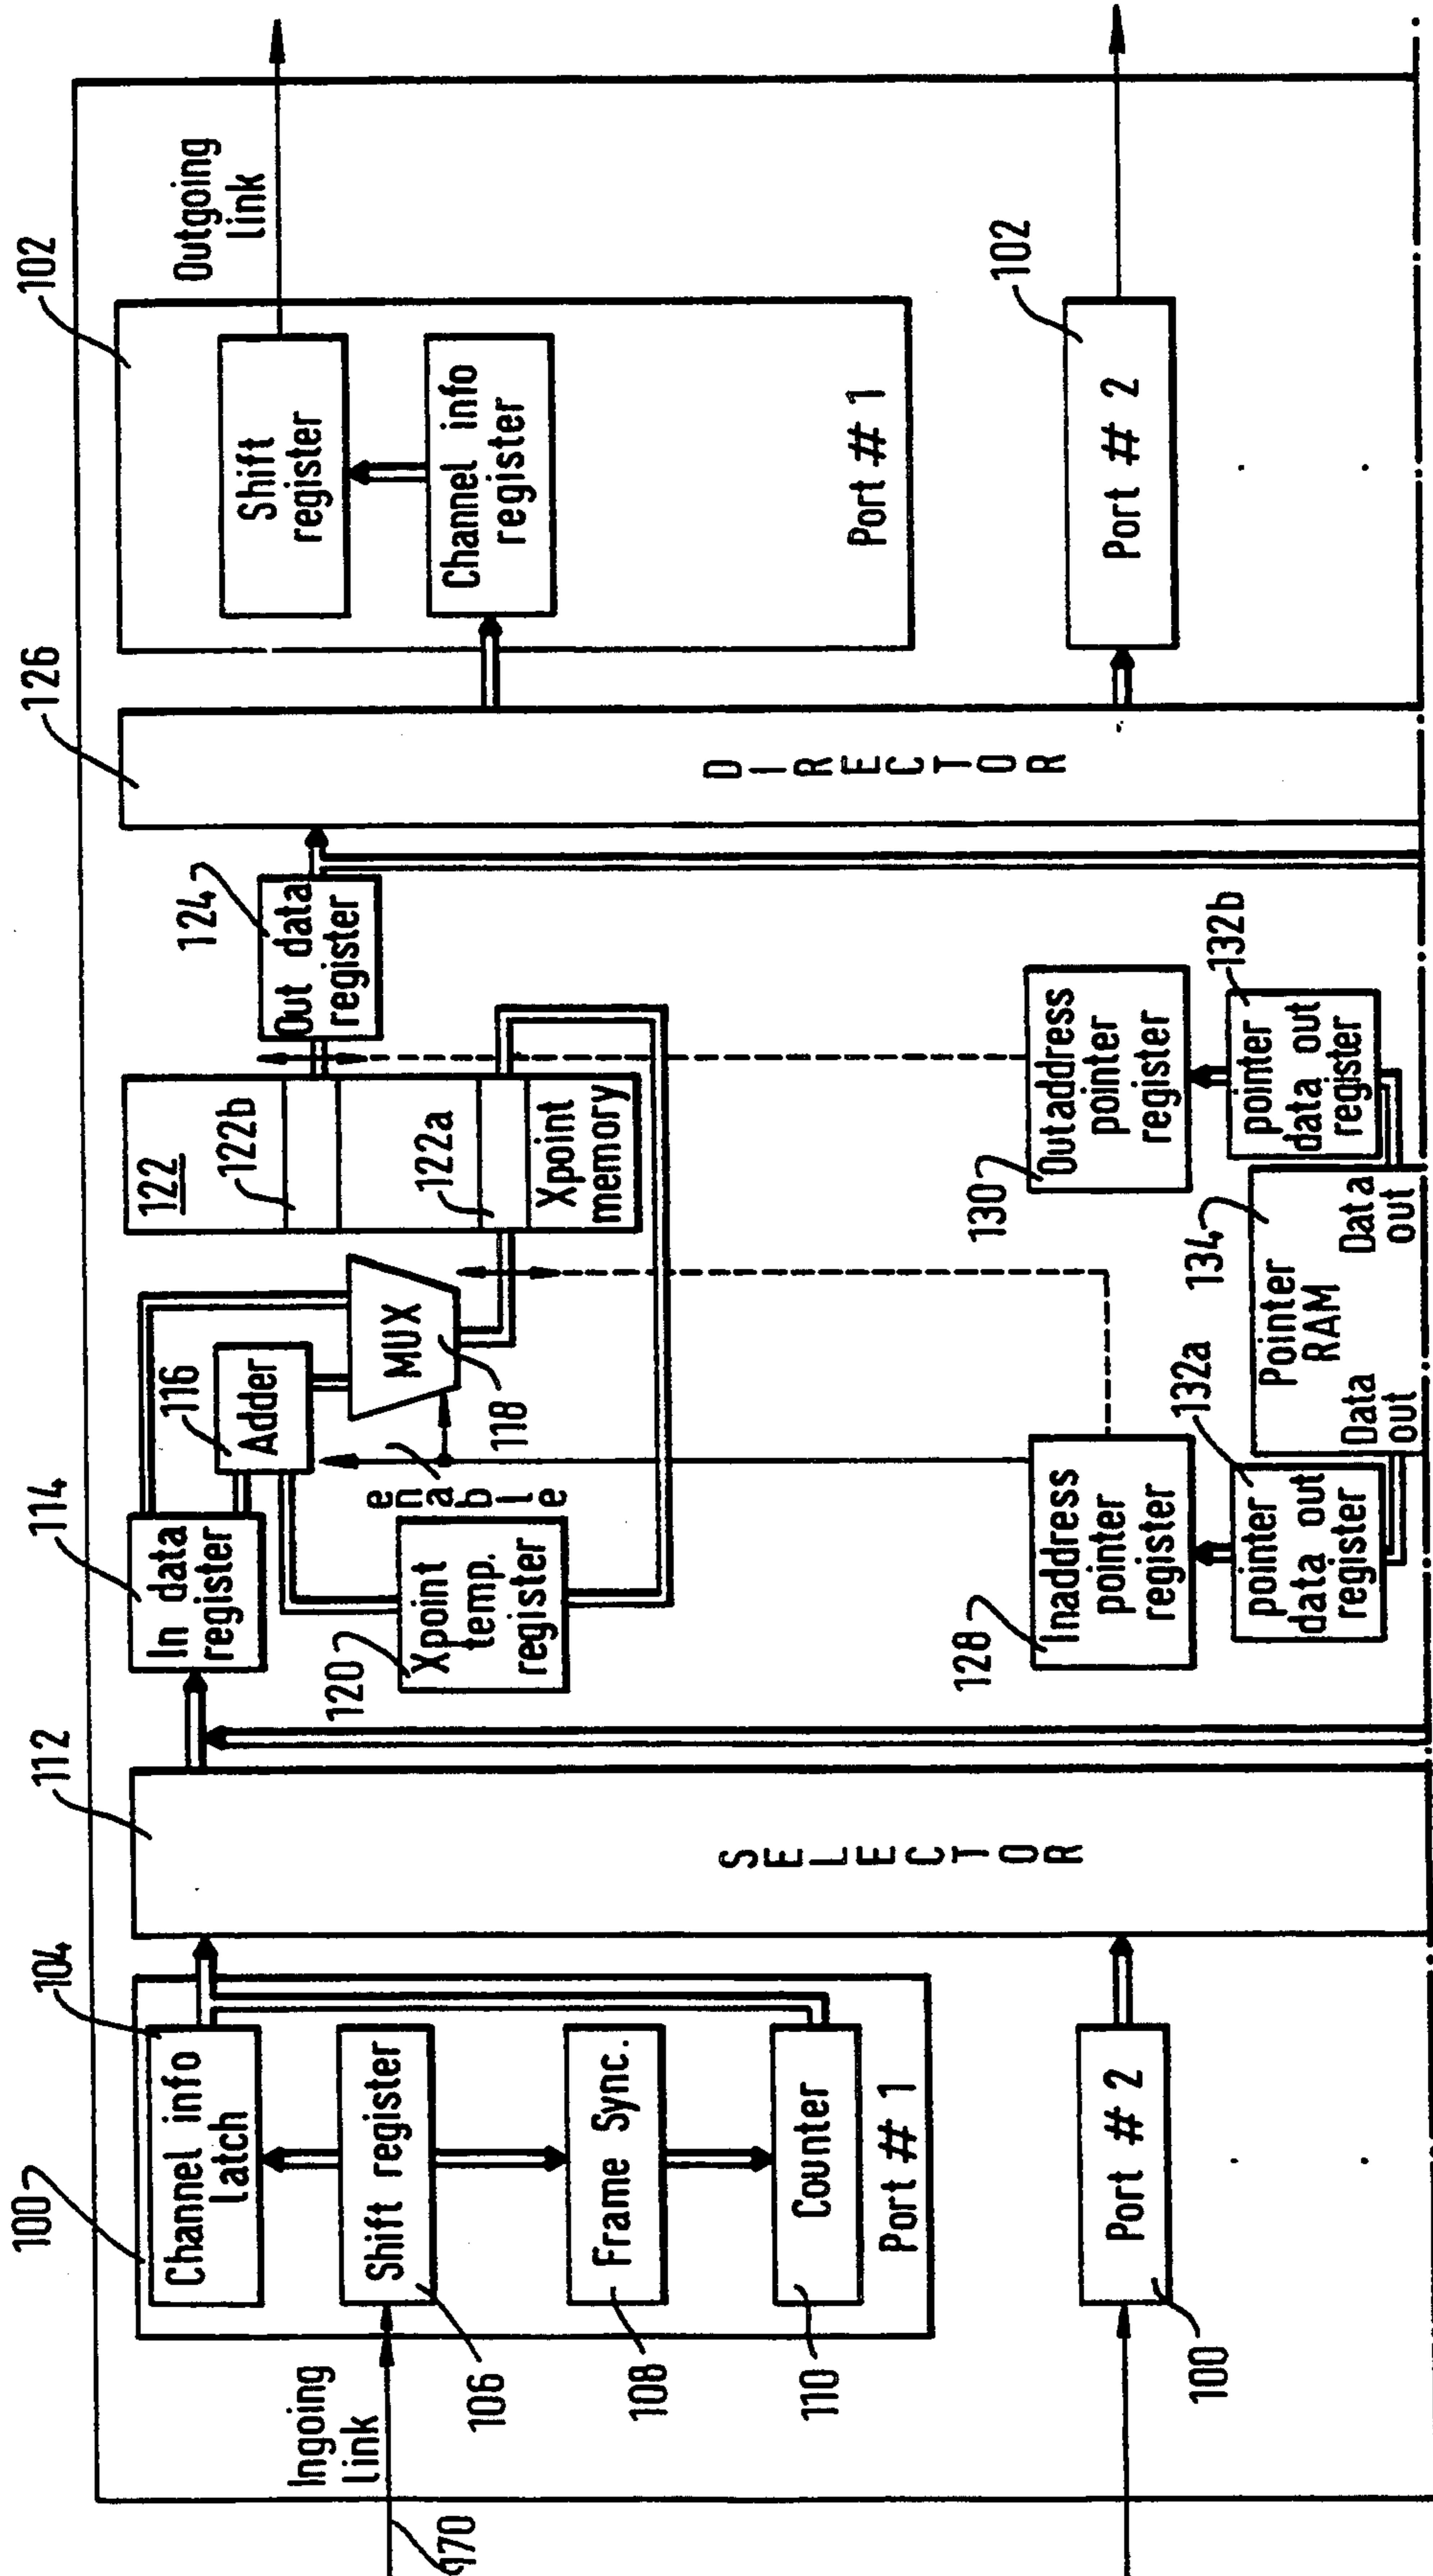 170
Ingoing
link
100
104
Channel info
latch
Shift register
106
Frame Sync.
108
Counter
110
Port # 1
Port # 2
100
112
SELECTOR
114
In data
register
116
Adder
MUX
118
enable
120
Xpoint
temp.
register
122
122b
122a
Xpoint
memory
124
Out data
register
128
Inaddress
pointer
register
130
Outaddress
pointer
register
132a
pointer
data out
register
134
Pointer
RAM
Data
out
Data
out
132b
pointer
data out
register
126
DIRECTOR
102
Shift
register
Channel info
register
Port # 1
Outgoing
link
102
Port # 2